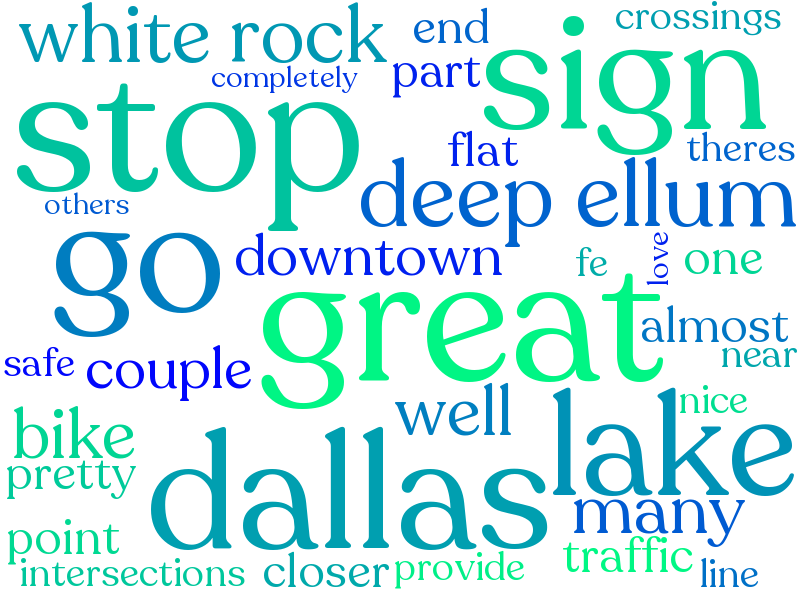 white rock
end
crossings
completely
part
sign
stop
flat
theres
others
deep ellum
go
downtown
fe
love
one
great
almost
safe
couple
near
bike
well
nice
lake
pretty
dallas
many
point
traffic
intersections
closer
provide
line